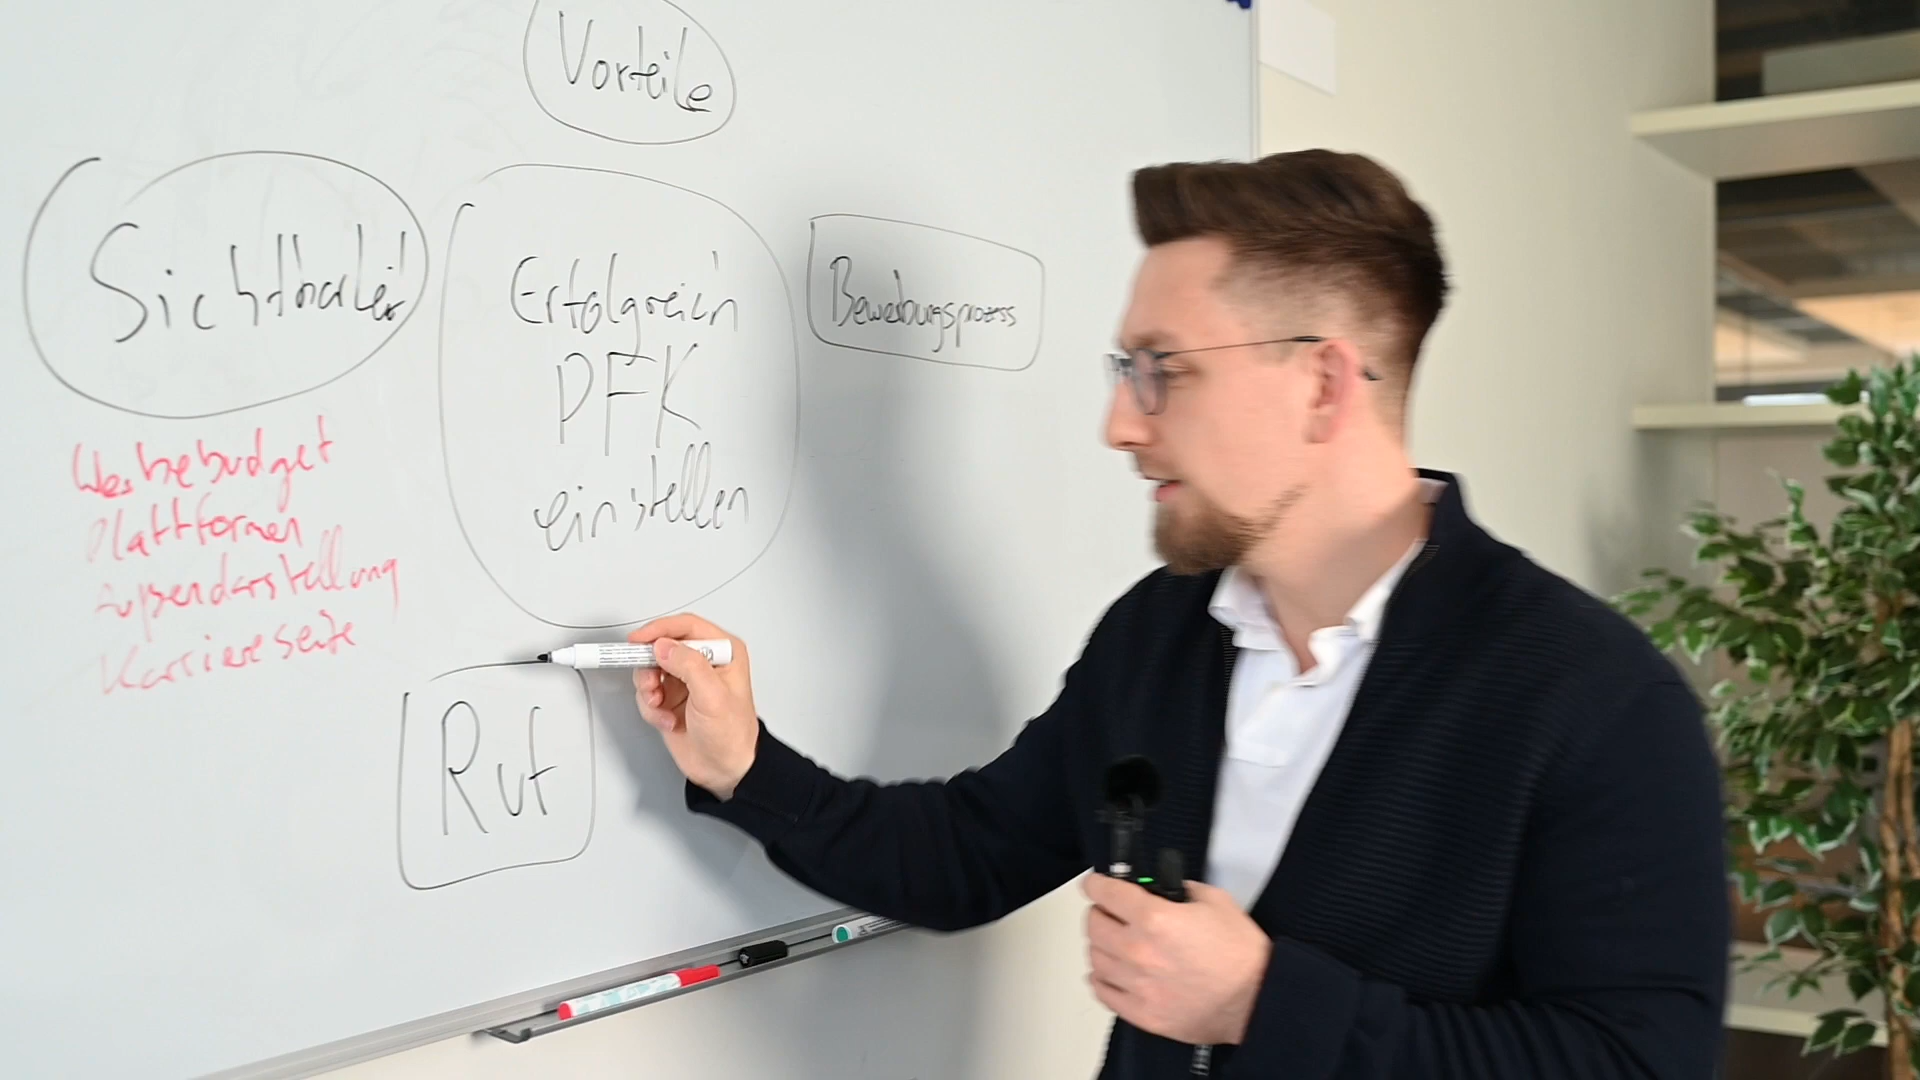 Vorteile
Sichtbarkeit
Erfolgreich
PFK
einstellen
Bewerbungsprozess
Werbebudget
Plattformen
Außendarstellung
Karriereseite
Ruf